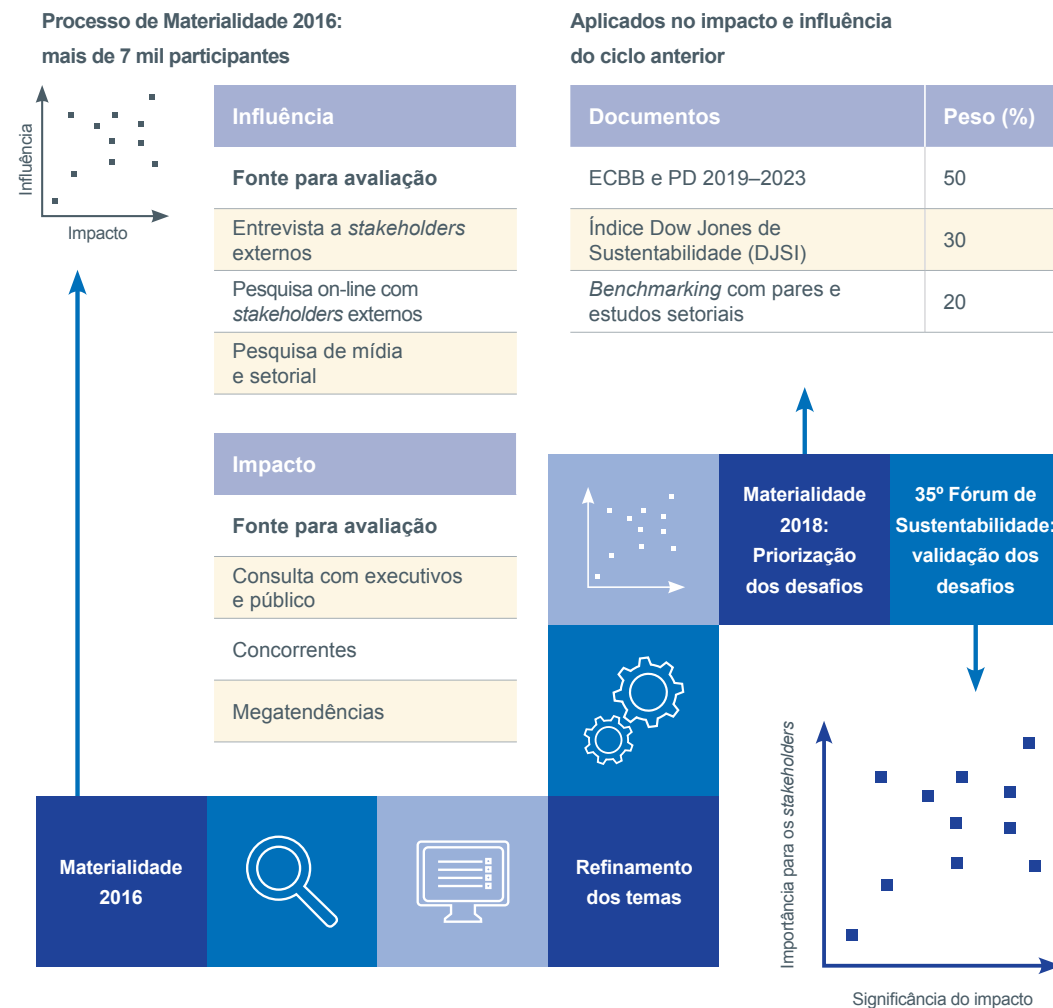 Processo de Materialidade 2016:
mais de 7 mil participantes
Influência
Impacto
Influência
Fonte para avaliação
Entrevista a stakeholders
externos
Pesquisa on-line com
stakeholders externos
Pesquisa de mídia
e setorial
Impacto
Fonte para avaliação
Consulta com executivos
e público
Concorrentes
Megatendências
Aplicados no impacto e influência
do ciclo anterior
Documentos
Peso (%)
ECBB e PD 2019–2023
50
Índice Dow Jones de
Sustentabilidade (DJSI)
30
Benchmarking com pares e
estudos setoriais
20
Materialidade
2018:
Priorização
dos desafios
35º Fórum de
Sustentabilidade:
validação dos
desafios
Materialidade
2016
Refinamento
dos temas
Importância para os stakeholders
Significância do impacto